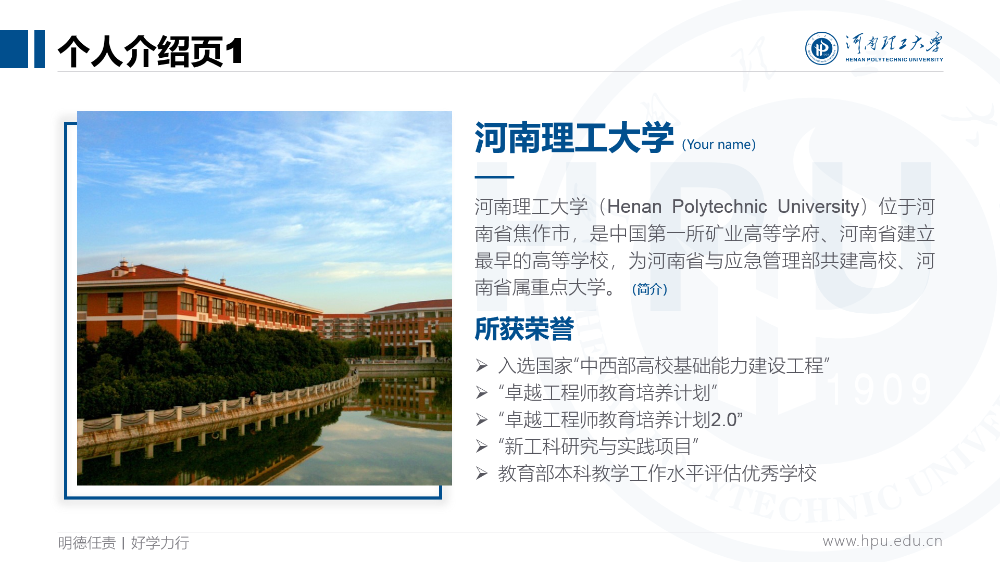 个人介绍页1
河南理工大学
HENAN POLYTECHNIC UNIVERSITY
河南理工大学（Your name）
HPU
河南理工大学（Henan Polytechnic University）位于河
南省焦作市，是中国第一所矿业高等学府、河南省建立
最早的高等学校，为河南省与应急管理部共建高校、河
南省属重点大学。（简介）
所获荣誉
➢ 入选国家“中西部高校基础能力建设工程”
➢ “卓越工程师教育培养计划”
➢ “卓越工程师教育培养计划2.0”
➢ “新工科研究与实践项目”
➢ 教育部本科教学工作水平评估优秀学校
1909
明德任责 | 好学力行
www.hpu.edu.cn